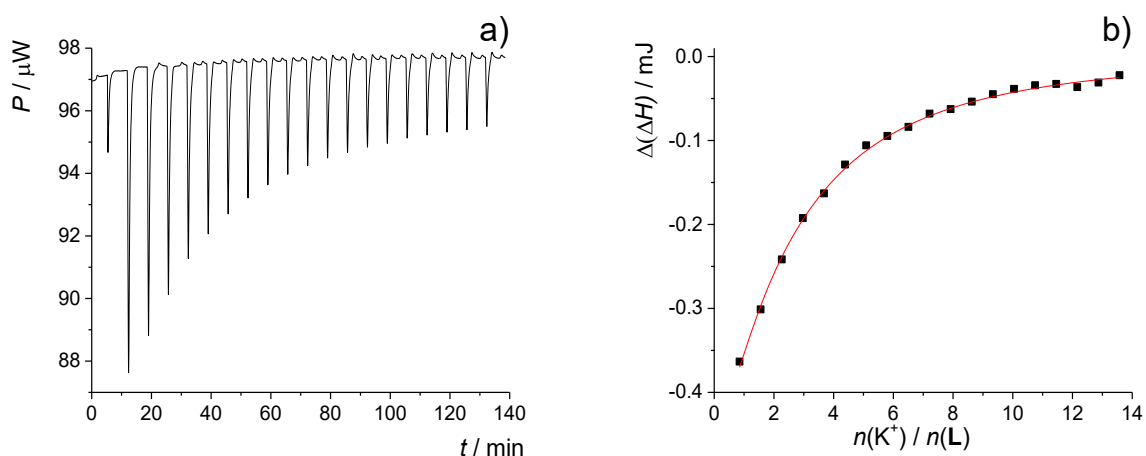 a)
P / μW
98
96
94
92
90
88
0 20 40 60 80 100 120 140
t / min
b)
Δ(ΔH) / mJ
0.0
-0.1
-0.2
-0.3
-0.4
0 2 4 6 8 10 12 14
n(K⁺) / n(L)